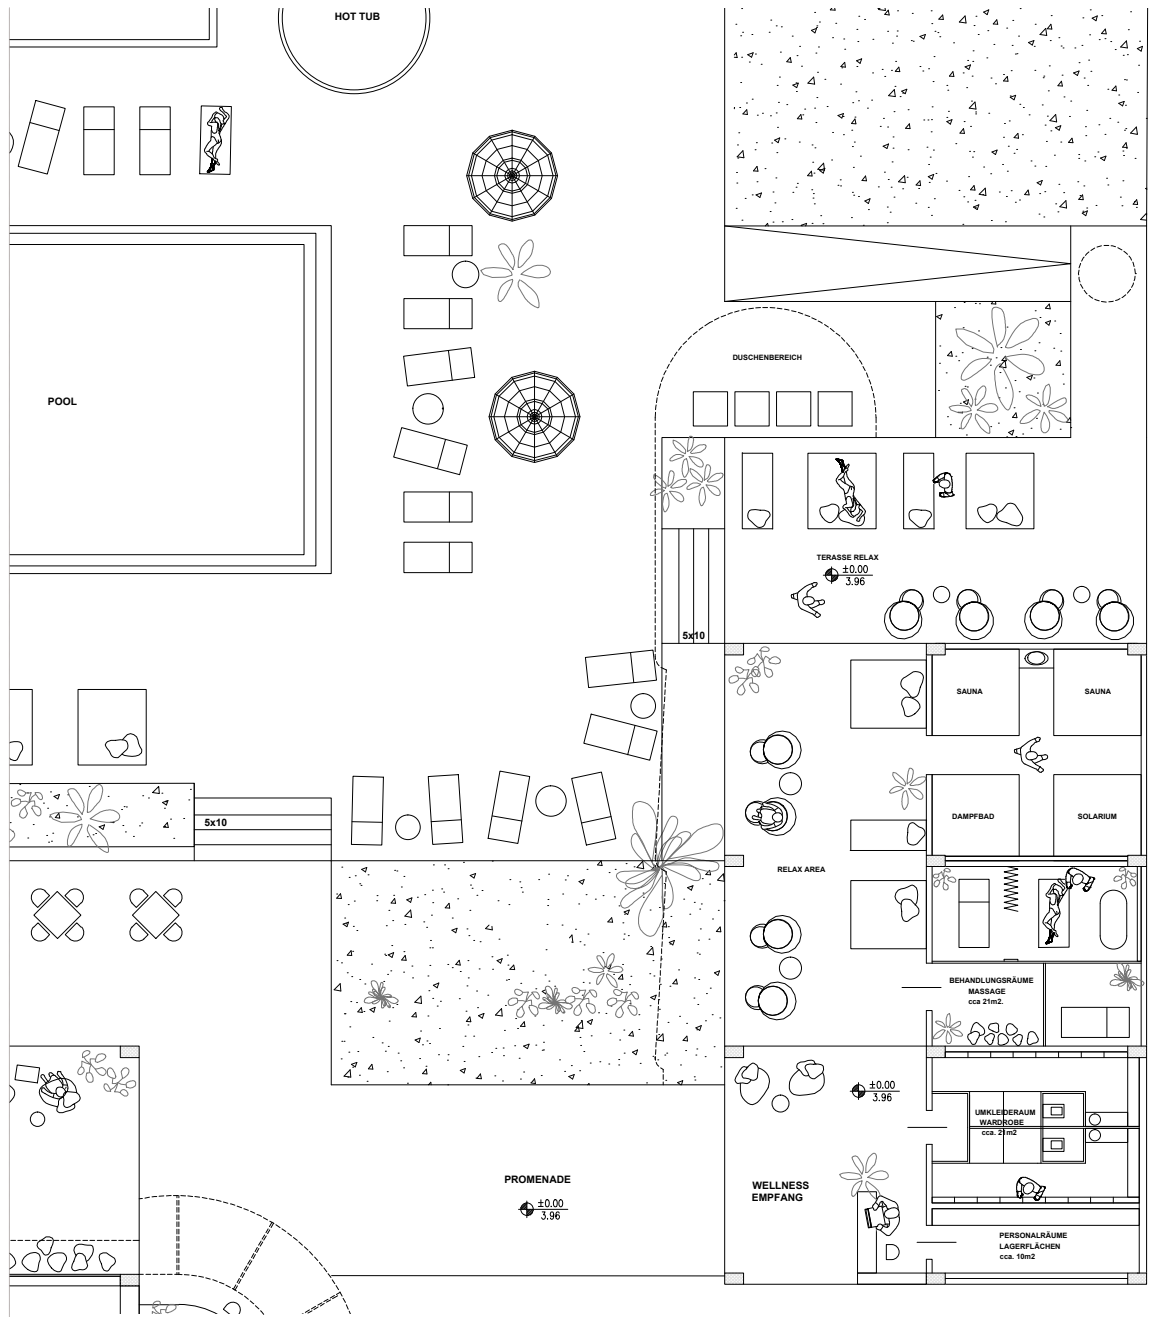 HOT TUB
DUSCHENBEREICH
POOL
TERASSE RELAX
±0.00
3.96
5x10
SAUNA
SAUNA
5x10
DAMPFBAD
SOLARIUM
RELAX AREA
BEHANDLUNGSRÄUME
MASSAGE
cca 21m2.
±0.00
3.96
UMKLEIDERAUM
WARDROBE
cca. 21m2
PROMENADE
±0.00
3.96
WELLNESS
EMPFANG
PERSONALRÄUME
LAGERFLÄCHEN
cca. 10m2